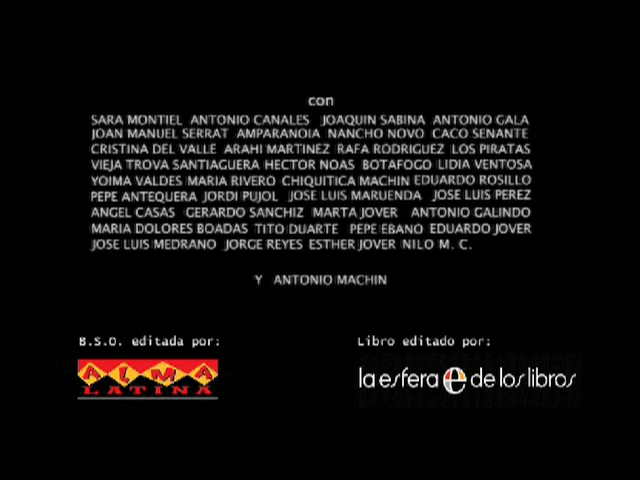 con
SARA MONTIEL ANTONIO CANALES JOAQUIN SABINA ANTONIO GALA
JOAN MANUEL SERRAT AMPARANOIA NANCHO NOVO CACO SENANTE
CRISTINA DEL VALLE ARAHI MARTINEZ RAFA RODRIGUEZ LOS PIRATAS
VIEJA TROVA SANTIAGUERA HECTOR NOAS BOTAFOGO LIDIA VENTOSA
YOIMA VALDES MARIA RIVERO CHIQUITICA MACHIN EDUARDO ROSILLO
PEPE ANTEQUERA JORDI PUJOL JOSE LUIS MARUENDA JOSE LUIS PEREZ
ANGEL CASAS GERARDO SANCHIZ MARTA JOVER ANTONIO GALINDO
MARIA DOLORES BOADAS TITO DUARTE PEPE EBANO EDUARDO JOVER
JOSE LUIS MEDRANO JORGE REYES ESTHER JOVER NILO M. C.
Y ANTONIO MACHIN
B.S.O. editada por:
ALMA
LATINA
Libro editado por:
la esfera e de los libros